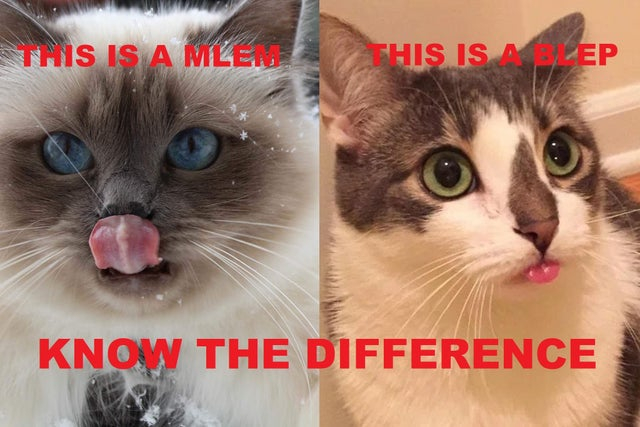 THIS IS A MLEM
THIS IS A BLEP
KNOW THE DIFFERENCE